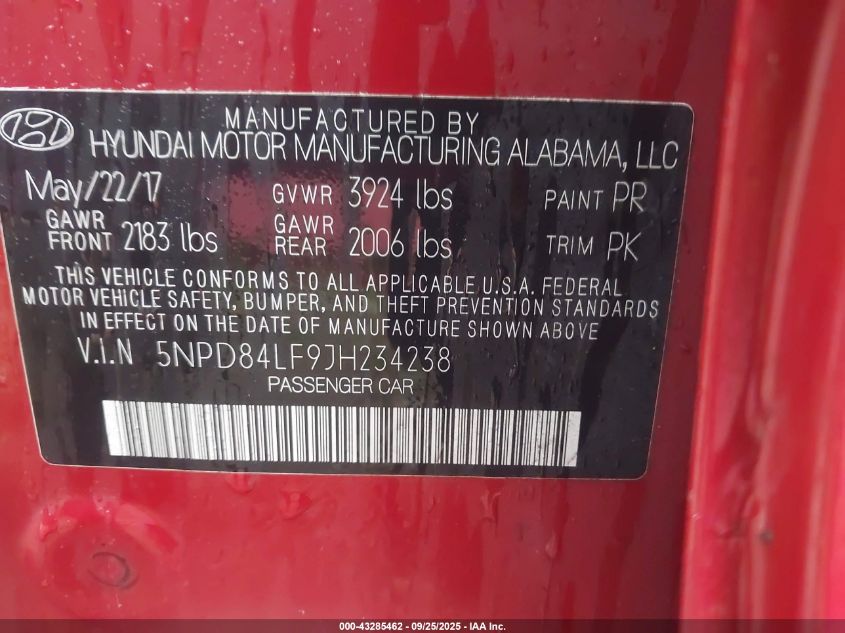 MANUFACTURED BY
HYUNDAI MOTOR MANUFACTURING ALABAMA, LLC
May/22/17 GVWR 3924 lbs PAINT PR
GAWR FRONT 2183 lbs GAWR REAR 2006 lbs TRIM PK
THIS VEHICLE CONFORMS TO ALL APPLICABLE U.S.A. FEDERAL
MOTOR VEHICLE SAFETY, BUMPER, AND THEFT PREVENTION STANDARDS
IN EFFECT ON THE DATE OF MANUFACTURE SHOWN ABOVE
V.I.N 5NPD84LF9JH234238
PASSENGER CAR
000-43285462 - 09/25/2025 - IAA Inc.